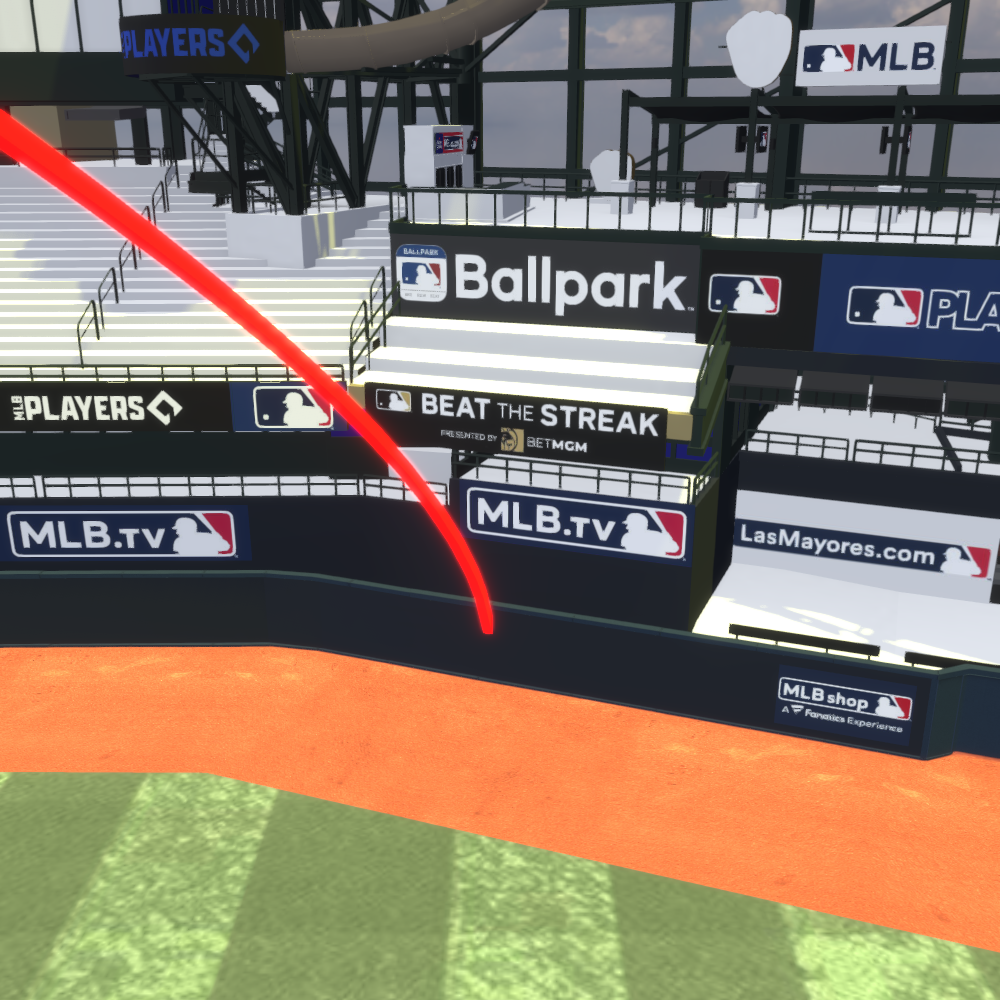 PLAYERS
MLB
BALLPARK
Ballpark™
PLA
MLB PLAYERS
BEAT THE STREAK
PRESENTED BY BETMGM
MLB.TV
MLB.TV
LasMayores.com
MLB shop
A Fanatics Experience